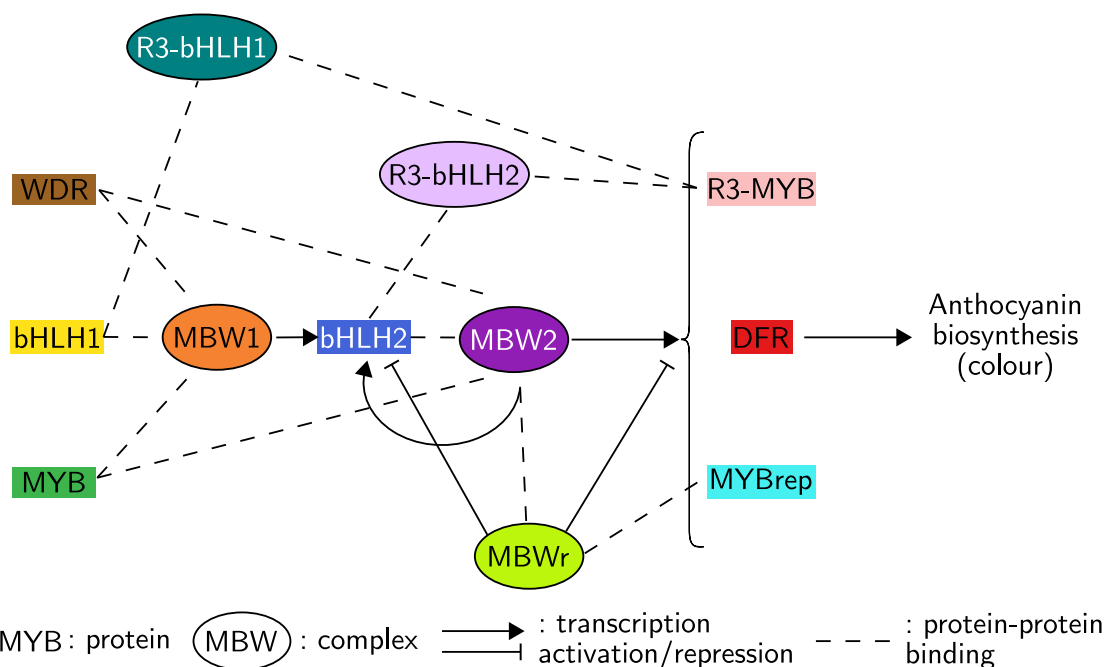 R3-bHLH1
R3-bHLH2
WDR
R3-MYB
bHLH1
MBW1
bHLH2
MBW2
DFR
Anthocyanin
biosynthesis
(colour)
MYB
MYBrep
MBWr
MYB : protein
MBW : complex
: transcription
activation/repression
: protein-protein
binding